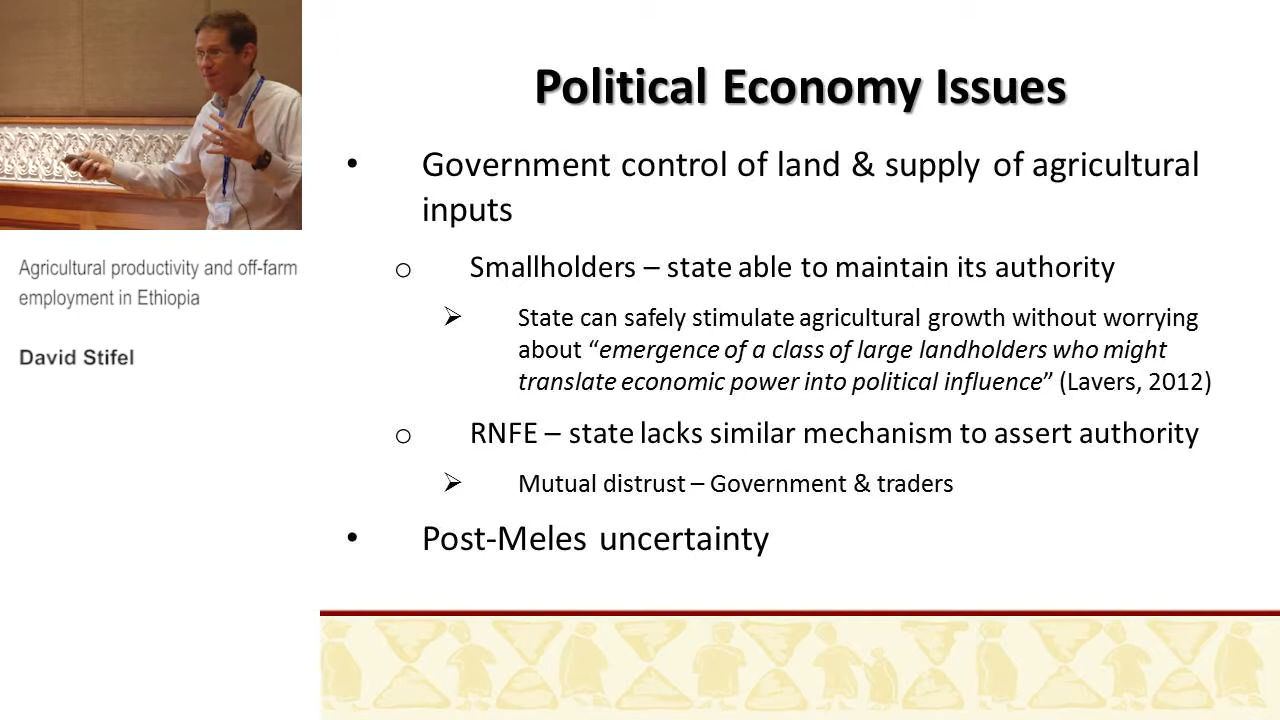 Political Economy Issues
• Government control of land & supply of agricultural
inputs
o Smallholders – state able to maintain its authority
➢ State can safely stimulate agricultural growth without worrying
about “emergence of a class of large landholders who might
translate economic power into political influence” (Lavers, 2012)
o RNFE – state lacks similar mechanism to assert authority
➢ Mutual distrust – Government & traders
• Post-Meles uncertainty
Agricultural productivity and off-farm
employment in Ethiopia
David Stifel